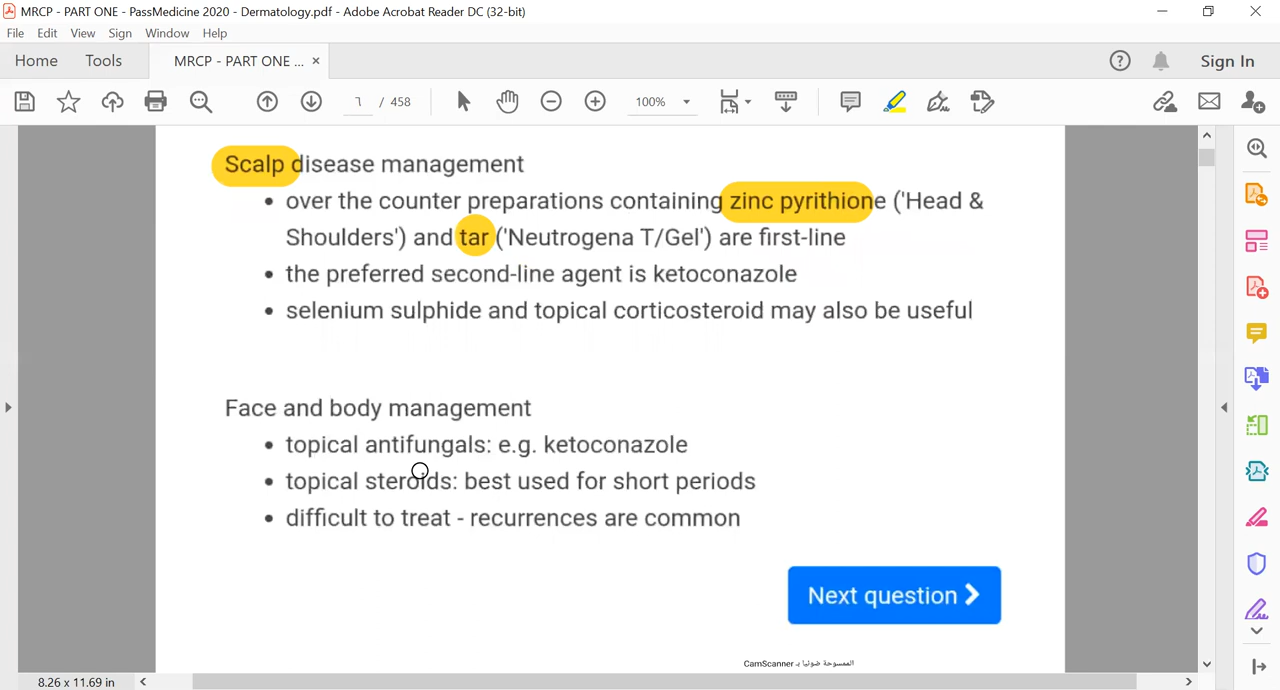 MRCP - PART ONE - PassMedicine 2020 - Dermatology.pdf - Adobe Acrobat Reader DC (32-bit)
File Edit View Sign Window Help
Home Tools MRCP - PART ONE ... × Sign In
٦ / 458 100%
Scalp disease management
• over the counter preparations containing zinc pyrithione ('Head &
Shoulders') and tar ('Neutrogena T/Gel') are first-line
• the preferred second-line agent is ketoconazole
• selenium sulphide and topical corticosteroid may also be useful
Face and body management
• topical antifungals: e.g. ketoconazole
• topical steroids: best used for short periods
• difficult to treat - recurrences are common
Next question
الممسوحة ضوئيا بـ CamScanner
8.26 x 11.69 in